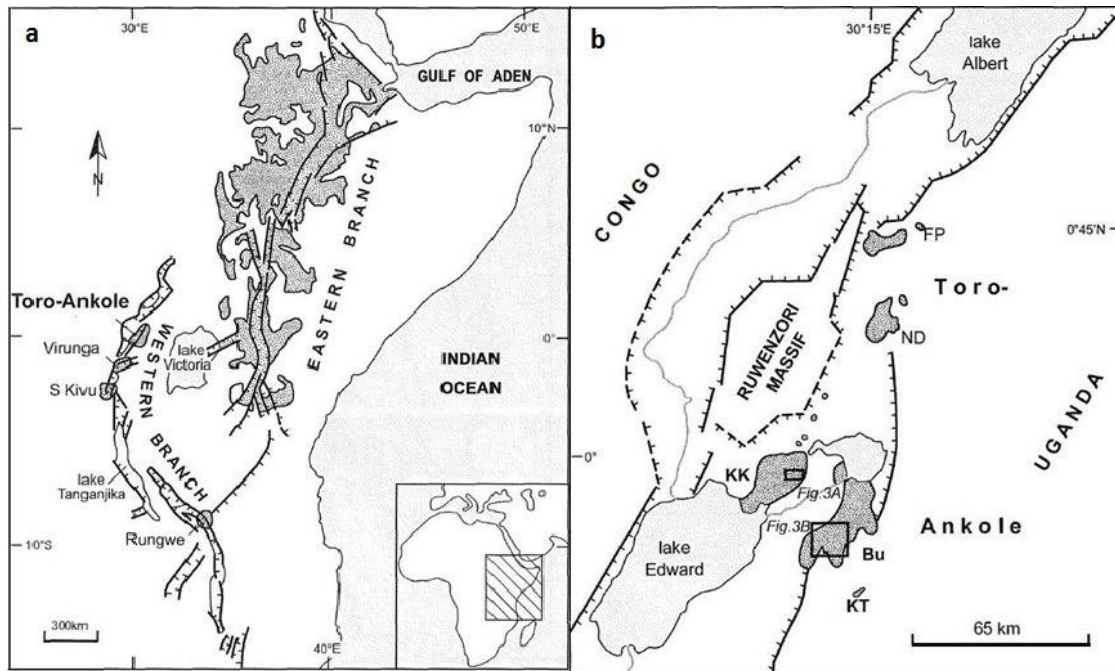 a
30°E
50°E
GULF OF ADEN
10°N
N
EASTERN BRANCH
Toro-Ankole
Virunga
WESTERN BRANCH
lake
Victoria
0°
S Kivu
INDIAN
OCEAN
lake
Tanganjika
Rungwe
10°S
300km
40°E
b
30°15'E
lake
Albert
CONGO
0°45'N
FP
Toro-
ND
RUWENZORI
MASSIF
UGANDA
0°
KK
Fig.3A
Fig.3B
Ankole
lake
Edward
Bu
KT
65 km